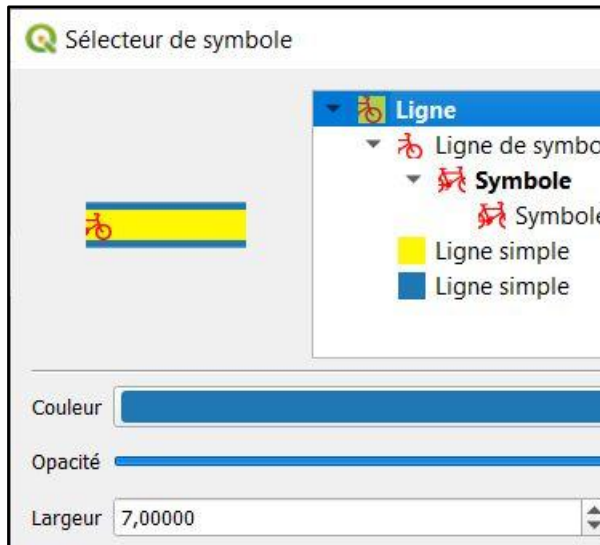 Sélecteur de symbole
Ligne
Ligne de symbo
Symbole
Symbole
Ligne simple
Ligne simple
Couleur
Opacité
Largeur 7,00000